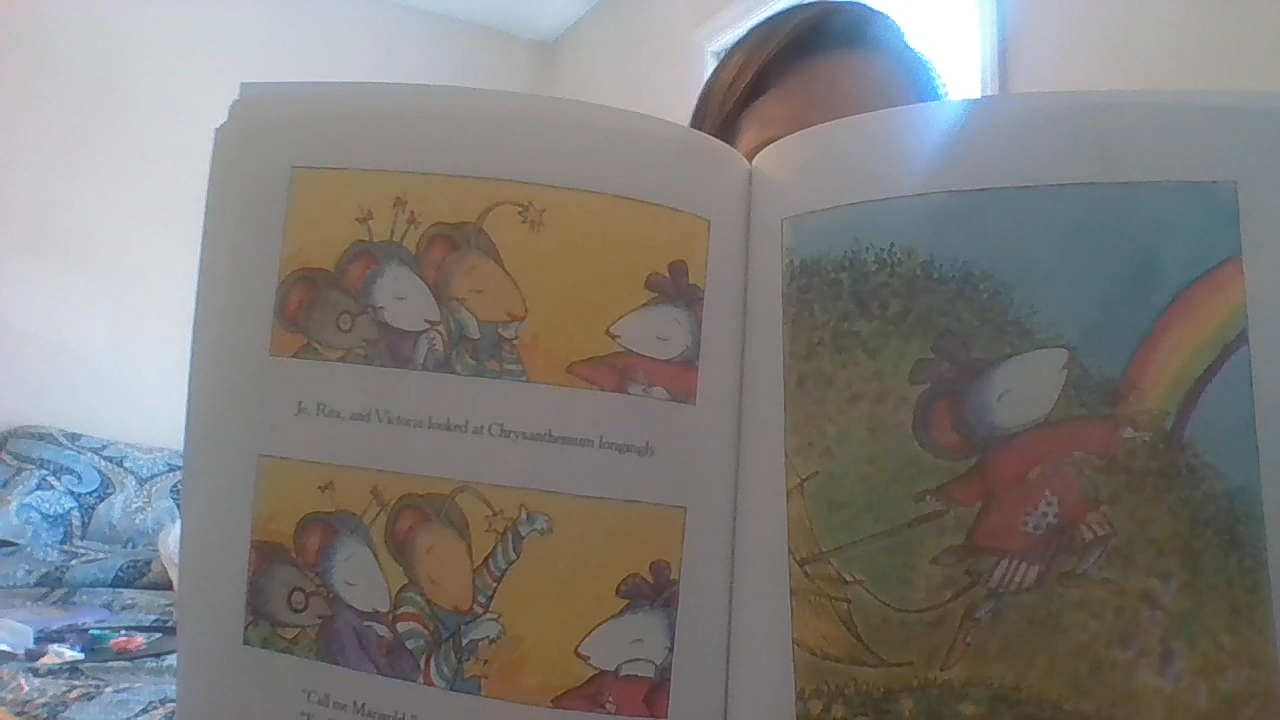 Jo, Rita, and Victoria looked at Chrysanthemum longingly
"Call me Marigold,"